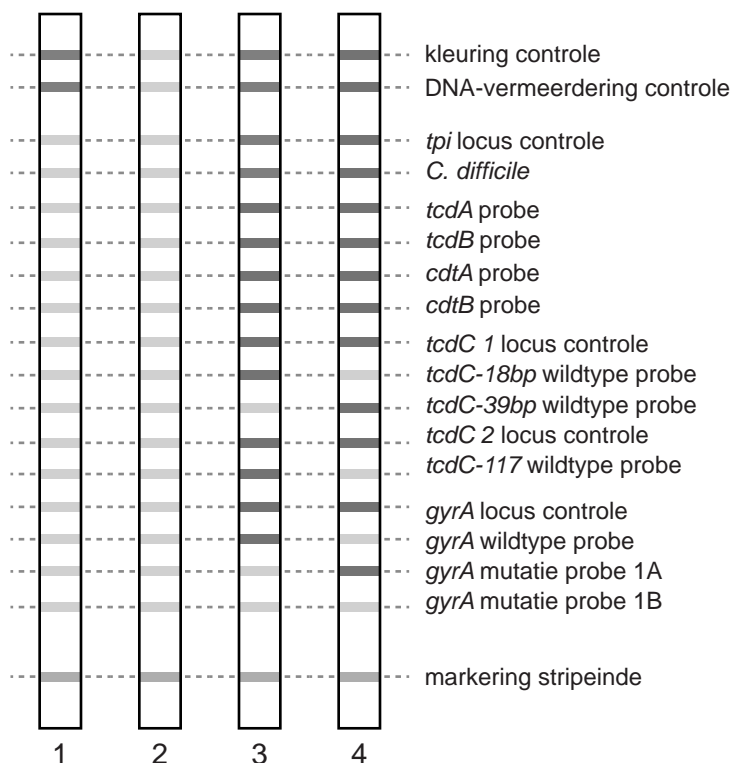 kleuring controle
DNA-vermeerdering controle
tpi locus controle
C. difficile
tcdA probe
tcdB probe
cdtA probe
cdtB probe
tcdC 1 locus controle
tcdC-18bp wildtype probe
tcdC-39bp wildtype probe
tcdC 2 locus controle
tcdC-117 wildtype probe
gyrA locus controle
gyrA wildtype probe
gyrA mutatie probe 1A
gyrA mutatie probe 1B
markering stripeinde
1 2 3 4